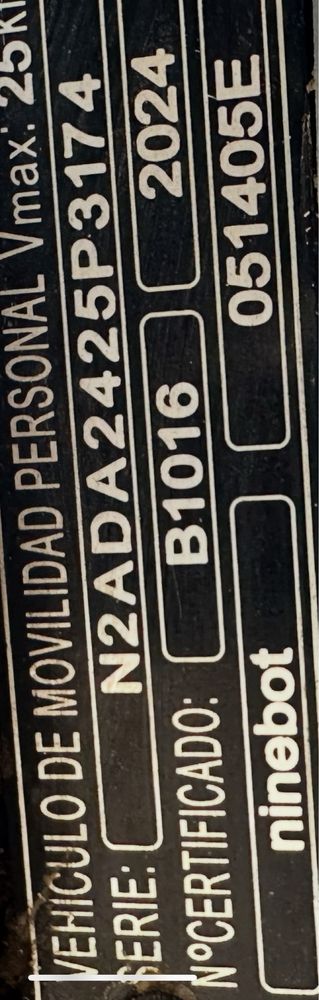 VEHICULO DE MOVILIDAD PERSONAL Vmax: 25
SERIE: N2ADA2425P3174
NºCERTIFICADO: B1016 2024
ninebot 051405E